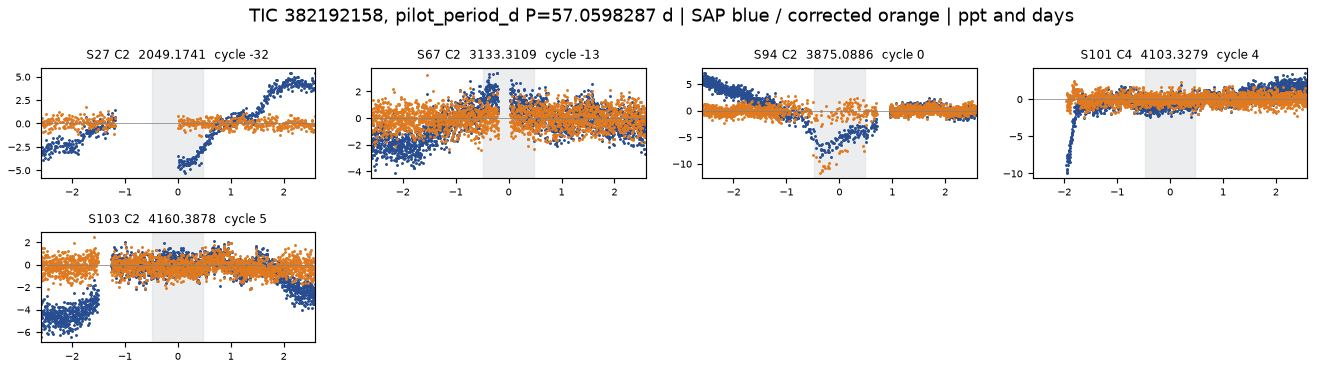 TIC 382192158, pilot_period_d P=57.0598287 d | SAP blue / corrected orange | ppt and days
S27 C2  2049.1741  cycle -32
S67 C2  3133.3109  cycle -13
S94 C2  3875.0886  cycle 0
S101 C4  4103.3279  cycle 4
5.0
2.5
0.0
−2.5
−5.0
−2 −1 0 1 2
2
0
−2
−4
−2 −1 0 1 2
5
0
−5
−10
−2 −1 0 1 2
0
−5
−10
−2 −1 0 1 2
S103 C2  4160.3878  cycle 5
2
0
−2
−4
−6
−2 −1 0 1 2